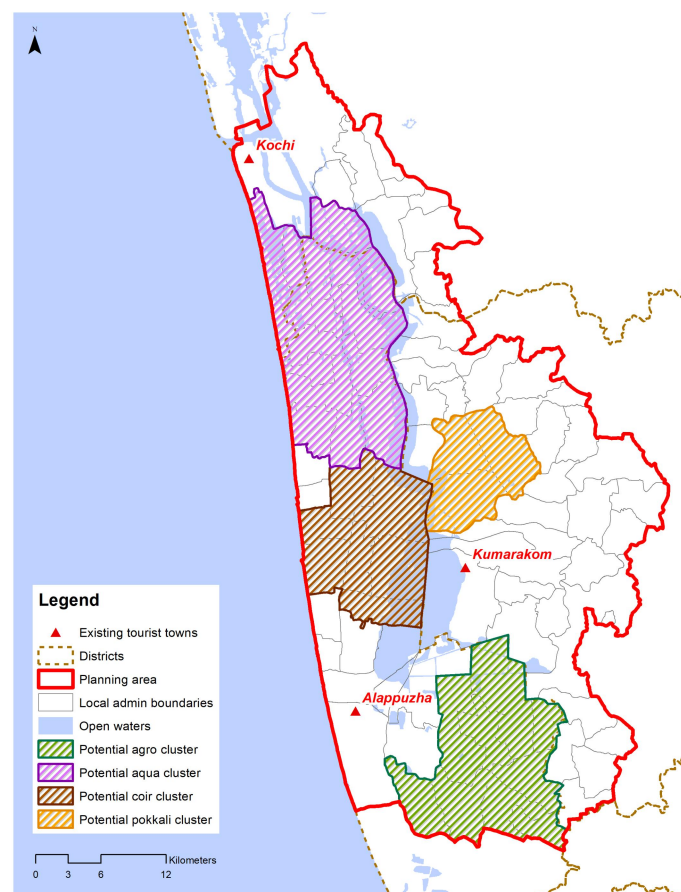 N
Kochi
Kumarakom
Alappuzha
Legend
Existing tourist towns
Districts
Planning area
Local admin boundaries
Open waters
Potential agro cluster
Potential aqua cluster
Potential coir cluster
Potential pokkali cluster
Kilometers
0 3 6 12